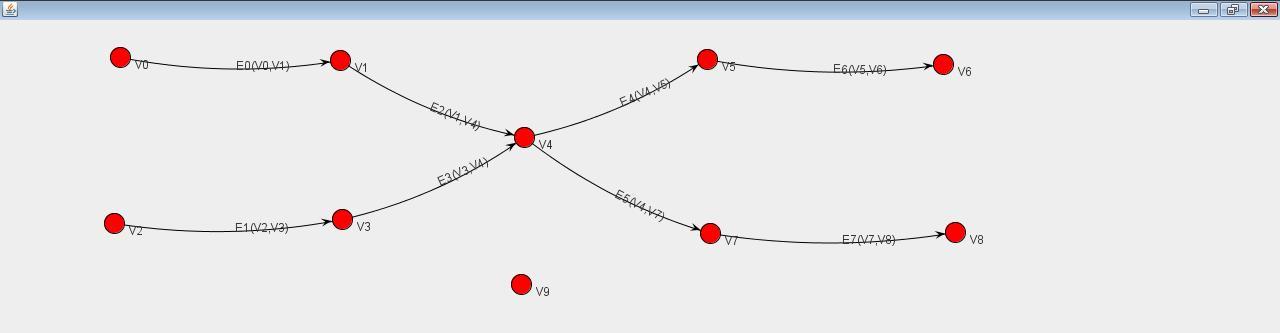 V0
E0(V0,V1)
V1
E2(V1,V4)
V4
E4(V4,V5)
V5
E6(V5,V6)
V6
V2
E1(V2,V3)
V3
E3(V3,V4)
E5(V4,V7)
V7
E7(V7,V8)
V8
V9